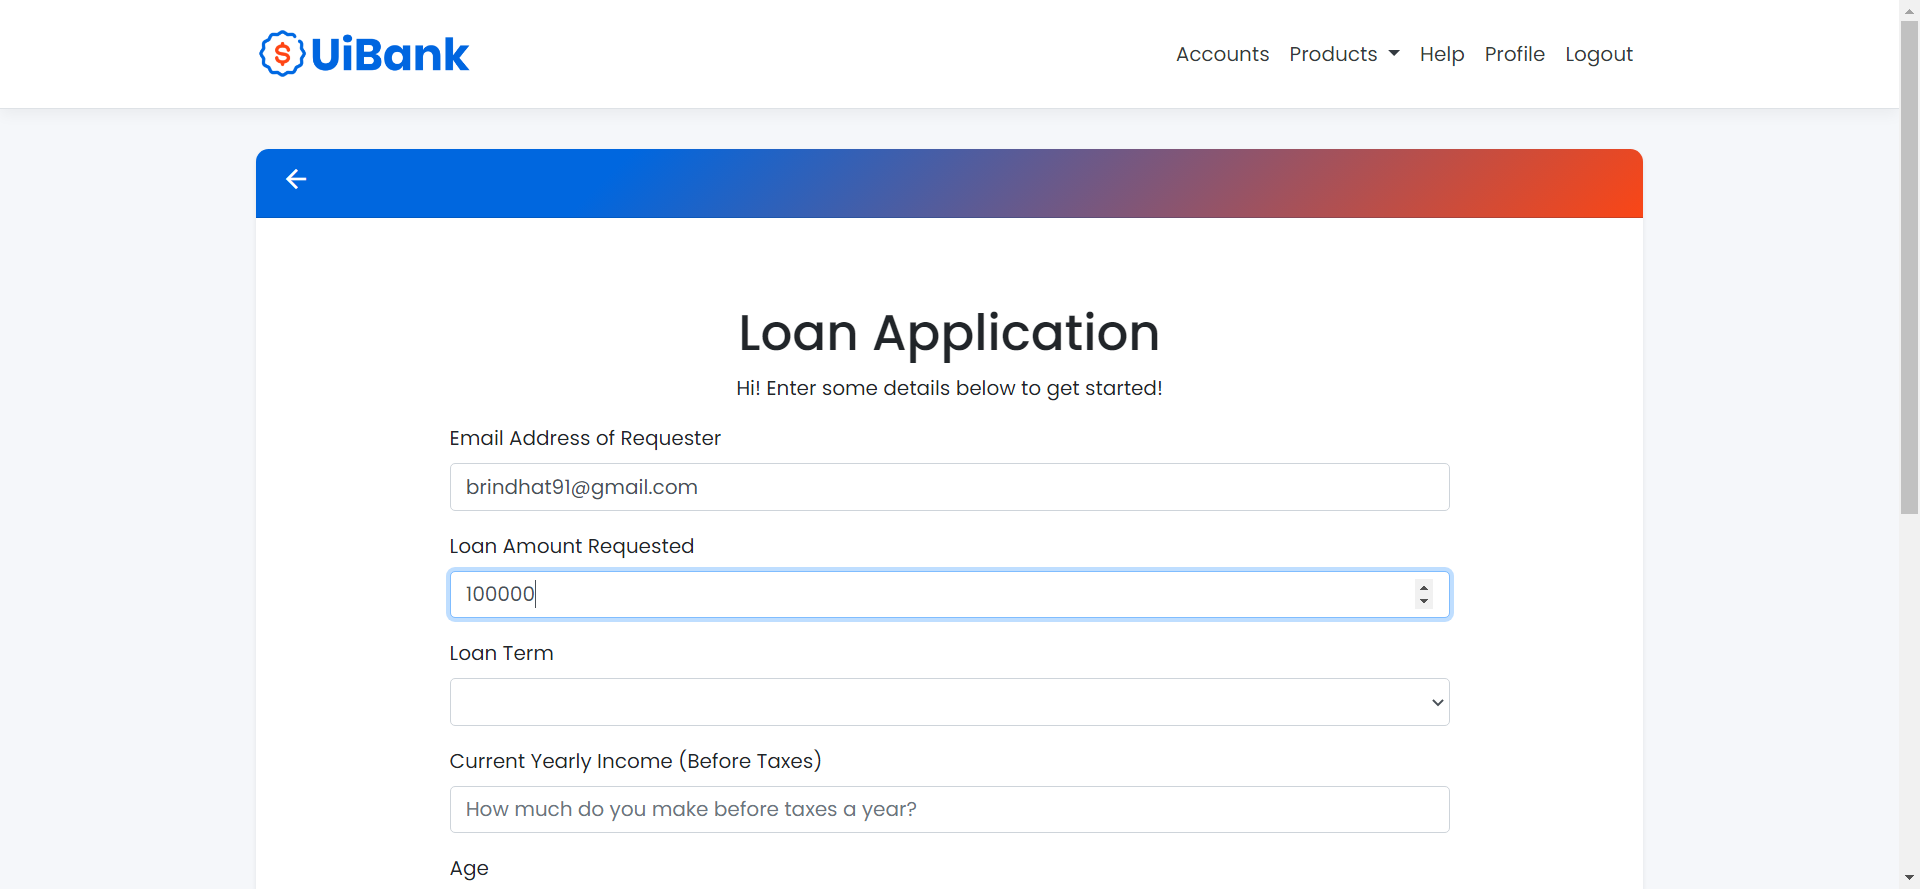 $ UiBank
Accounts Products Help Profile Logout
Loan Application
Hi! Enter some details below to get started!
Email Address of Requester
brindhat91@gmail.com
Loan Amount Requested
100000
Loan Term
Current Yearly Income (Before Taxes)
How much do you make before taxes a year?
Age